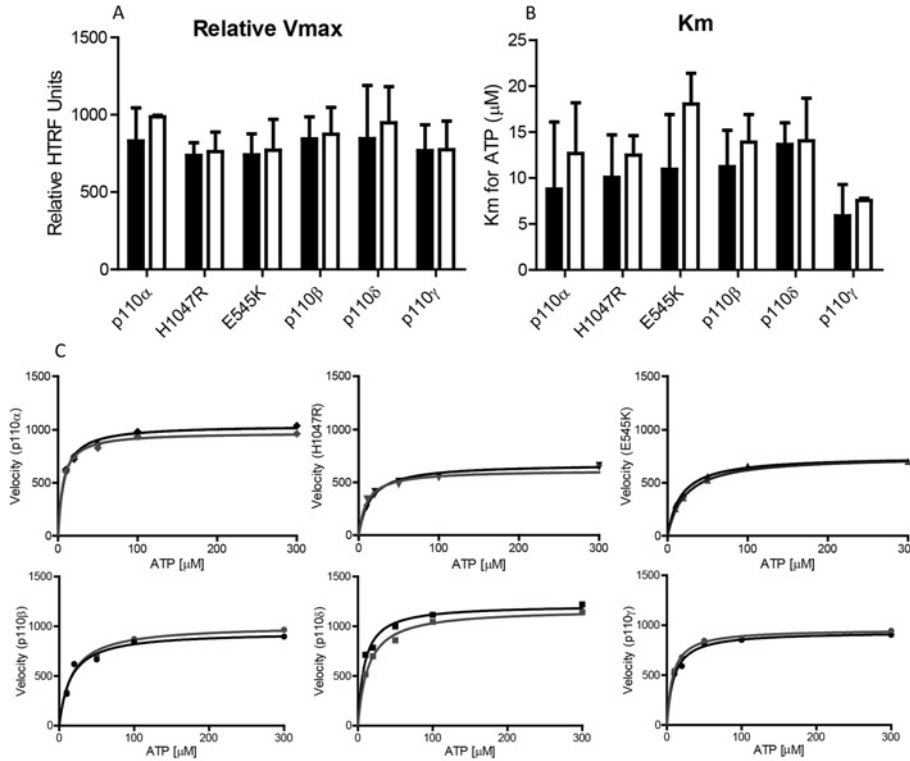 A
Relative Vmax
Relative HTRF Units
1500
1000
500
0
p110α
H1047R
E545K
p110β
p110δ
p110γ
B
Km
Km for ATP (μM)
25
20
15
10
5
0
p110α
H1047R
E545K
p110β
p110δ
p110γ
C
Velocity (p110α)
1500
1000
500
0
0 100 200 300
ATP [μM]
Velocity (H1047R)
1500
1000
500
0
0 100 200 300
ATP [μM]
Velocity (E545K)
1500
1000
500
0
0 100 200 300
ATP [μM]
Velocity (p110β)
1500
1000
500
0
0 100 200 300
ATP [μM]
Velocity (p110δ)
1500
1000
500
0
0 100 200 300
ATP [μM]
Velocity (p110γ)
1500
1000
500
0
0 100 200 300
ATP [μM]